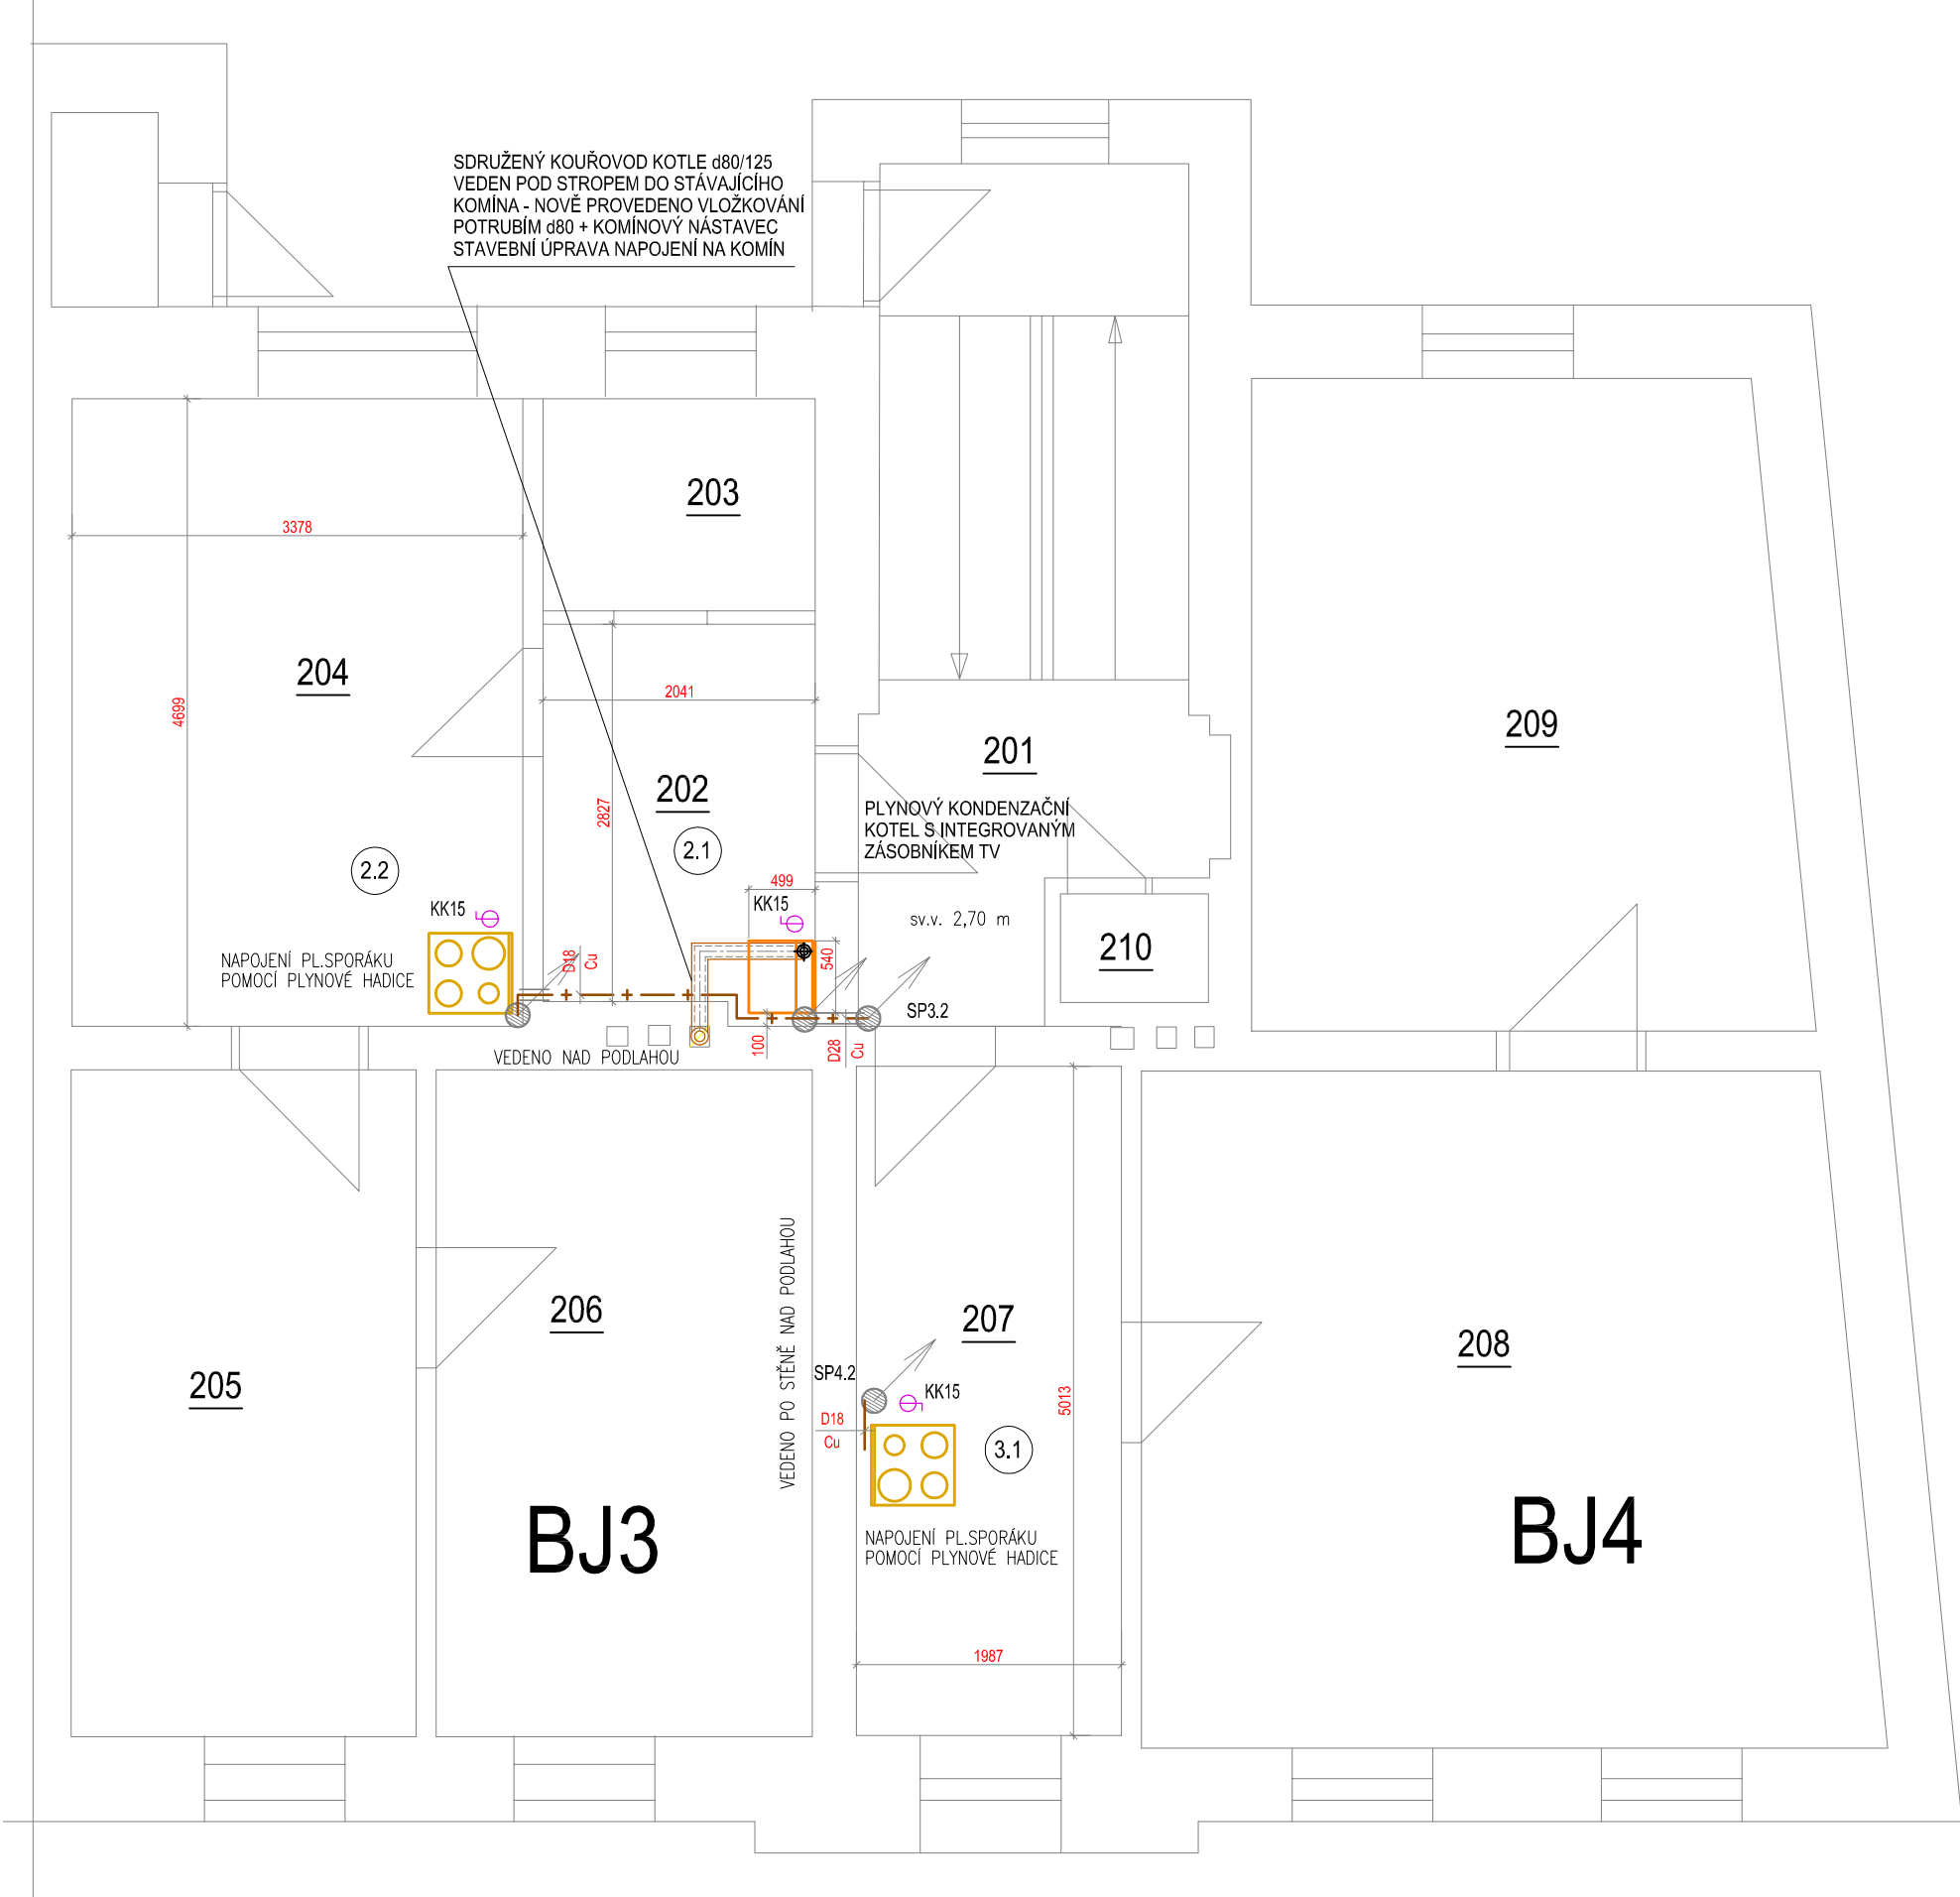 SDRUŽENÝ KOUŘOVOD KOTLE d80/125
VEDEN POD STROPEM DO STÁVAJÍCÍHO
KOMÍNA - NOVĚ PROVEDENO VLOŽKOVÁNÍ
POTRUBÍM d80 + KOMÍNOVÝ NÁSTAVEC
STAVEBNÍ ÚPRAVA NAPOJENÍ NA KOMÍN
203
3378
204
4699
2041
201
209
202
2827
PLYNOVÝ KONDENZAČNÍ
KOTEL S INTEGROVANÝM
ZÁSOBNÍKEM TV
2.1
2.2
499
KK15
KK15
sv.v. 2,70 m
210
NAPOJENÍ PL.SPORÁKU
POMOCÍ PLYNOVÉ HADICE
D18
Cu
540
SP3.2
100
D28
Cu
VEDENO NAD PODLAHOU
206
VEDENO PO STĚNĚ NAD PODLAHOU
207
208
205
SP4.2
KK15
5013
D18
Cu
3.1
BJ3
BJ4
NAPOJENÍ PL.SPORÁKU
POMOCÍ PLYNOVÉ HADICE
1987